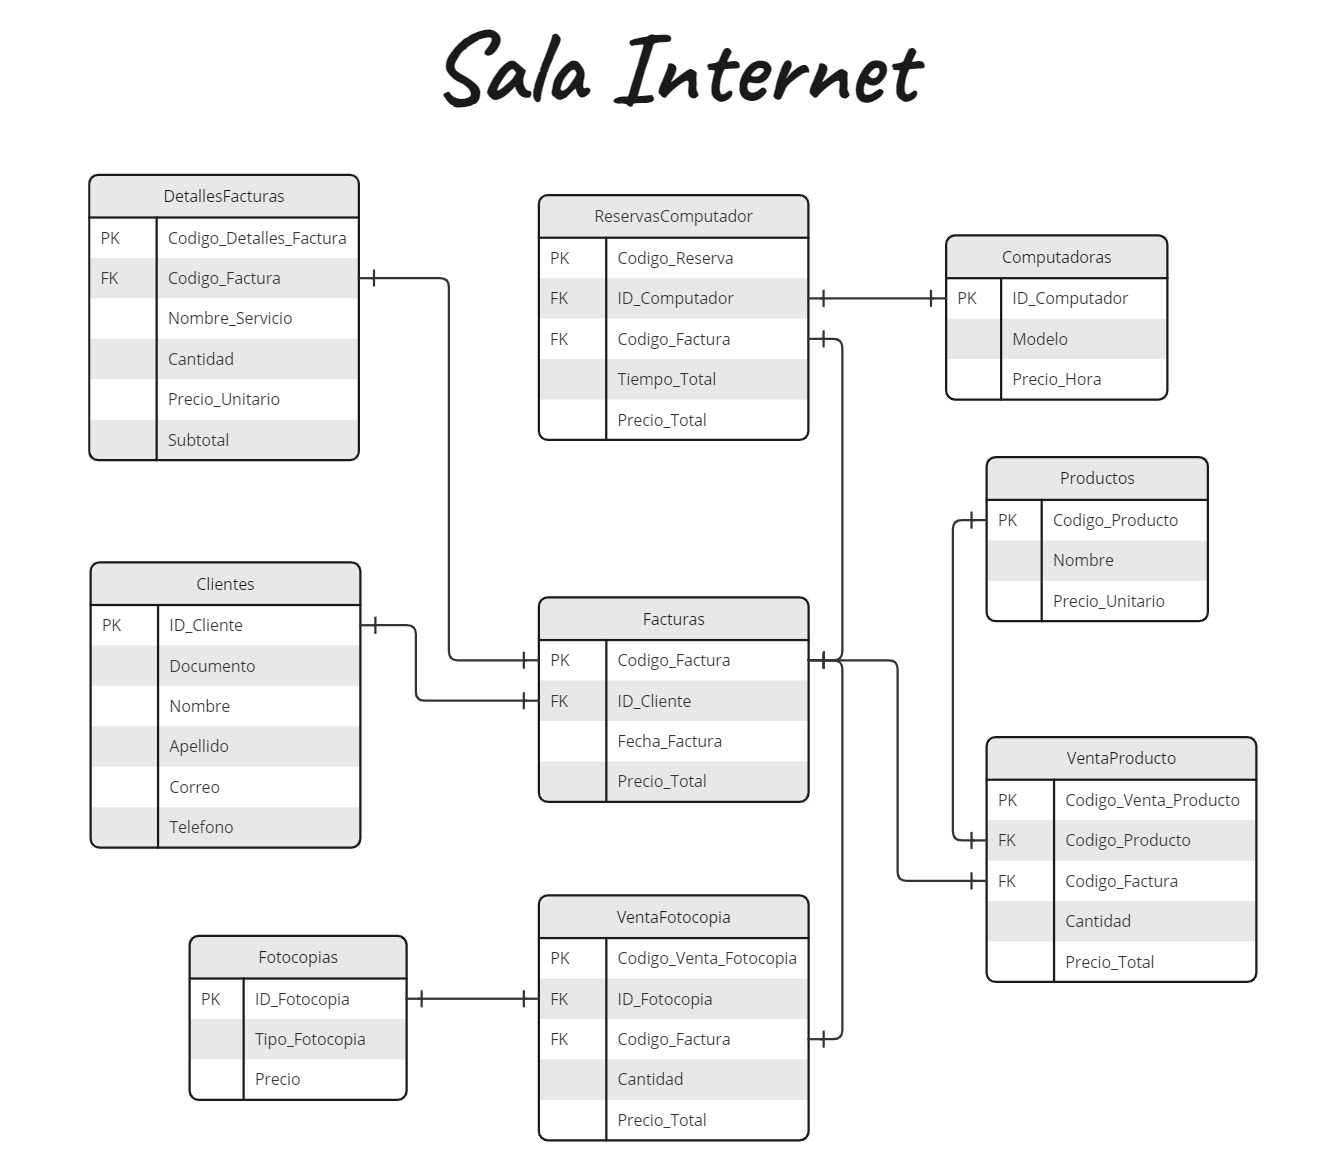 Sala Internet
DetallesFacturas
PK Codigo_Detalles_Factura
FK Codigo_Factura
Nombre_Servicio
Cantidad
Precio_Unitario
Subtotal
ReservasComputador
PK Codigo_Reserva
FK ID_Computador
FK Codigo_Factura
Tiempo_Total
Precio_Total
Computadoras
PK ID_Computador
Modelo
Precio_Hora
Productos
PK Codigo_Producto
Nombre
Precio_Unitario
Clientes
PK ID_Cliente
Documento
Nombre
Apellido
Correo
Telefono
Facturas
PK Codigo_Factura
FK ID_Cliente
Fecha_Factura
Precio_Total
VentaProducto
PK Codigo_Venta_Producto
FK Codigo_Producto
FK Codigo_Factura
Cantidad
Precio_Total
Fotocopias
PK ID_Fotocopia
Tipo_Fotocopia
Precio
VentaFotocopia
PK Codigo_Venta_Fotocopia
FK ID_Fotocopia
FK Codigo_Factura
Cantidad
Precio_Total